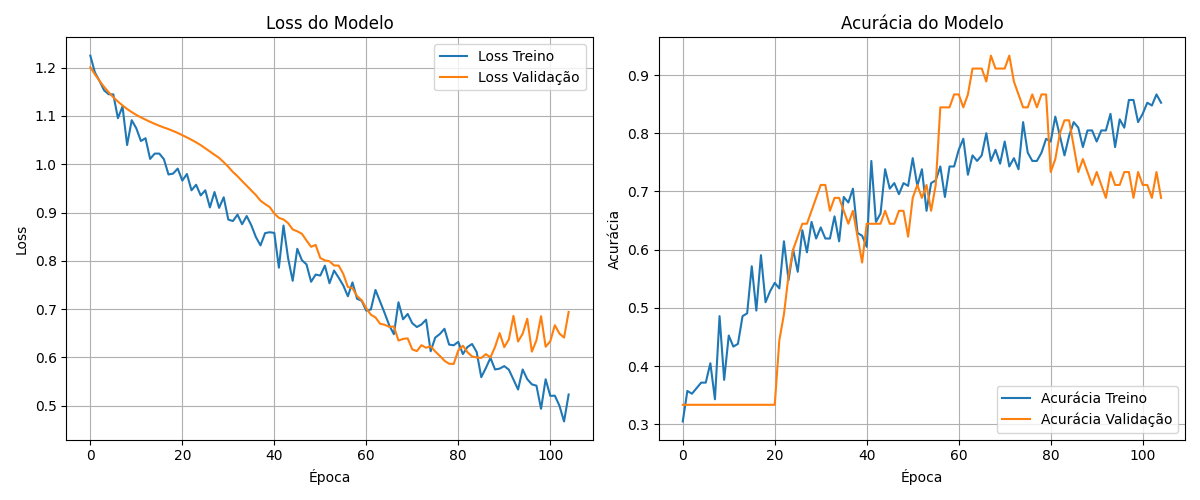 Loss do Modelo
Loss Treino
Loss Validação
1.2
1.1
1.0
0.9
0.8
0.7
0.6
0.5
Loss
0
20
40
60
80
100
Época
Acurácia do Modelo
Acurácia Treino
Acurácia Validação
0.9
0.8
0.7
0.6
0.5
0.4
0.3
Acurácia
0
20
40
60
80
100
Época